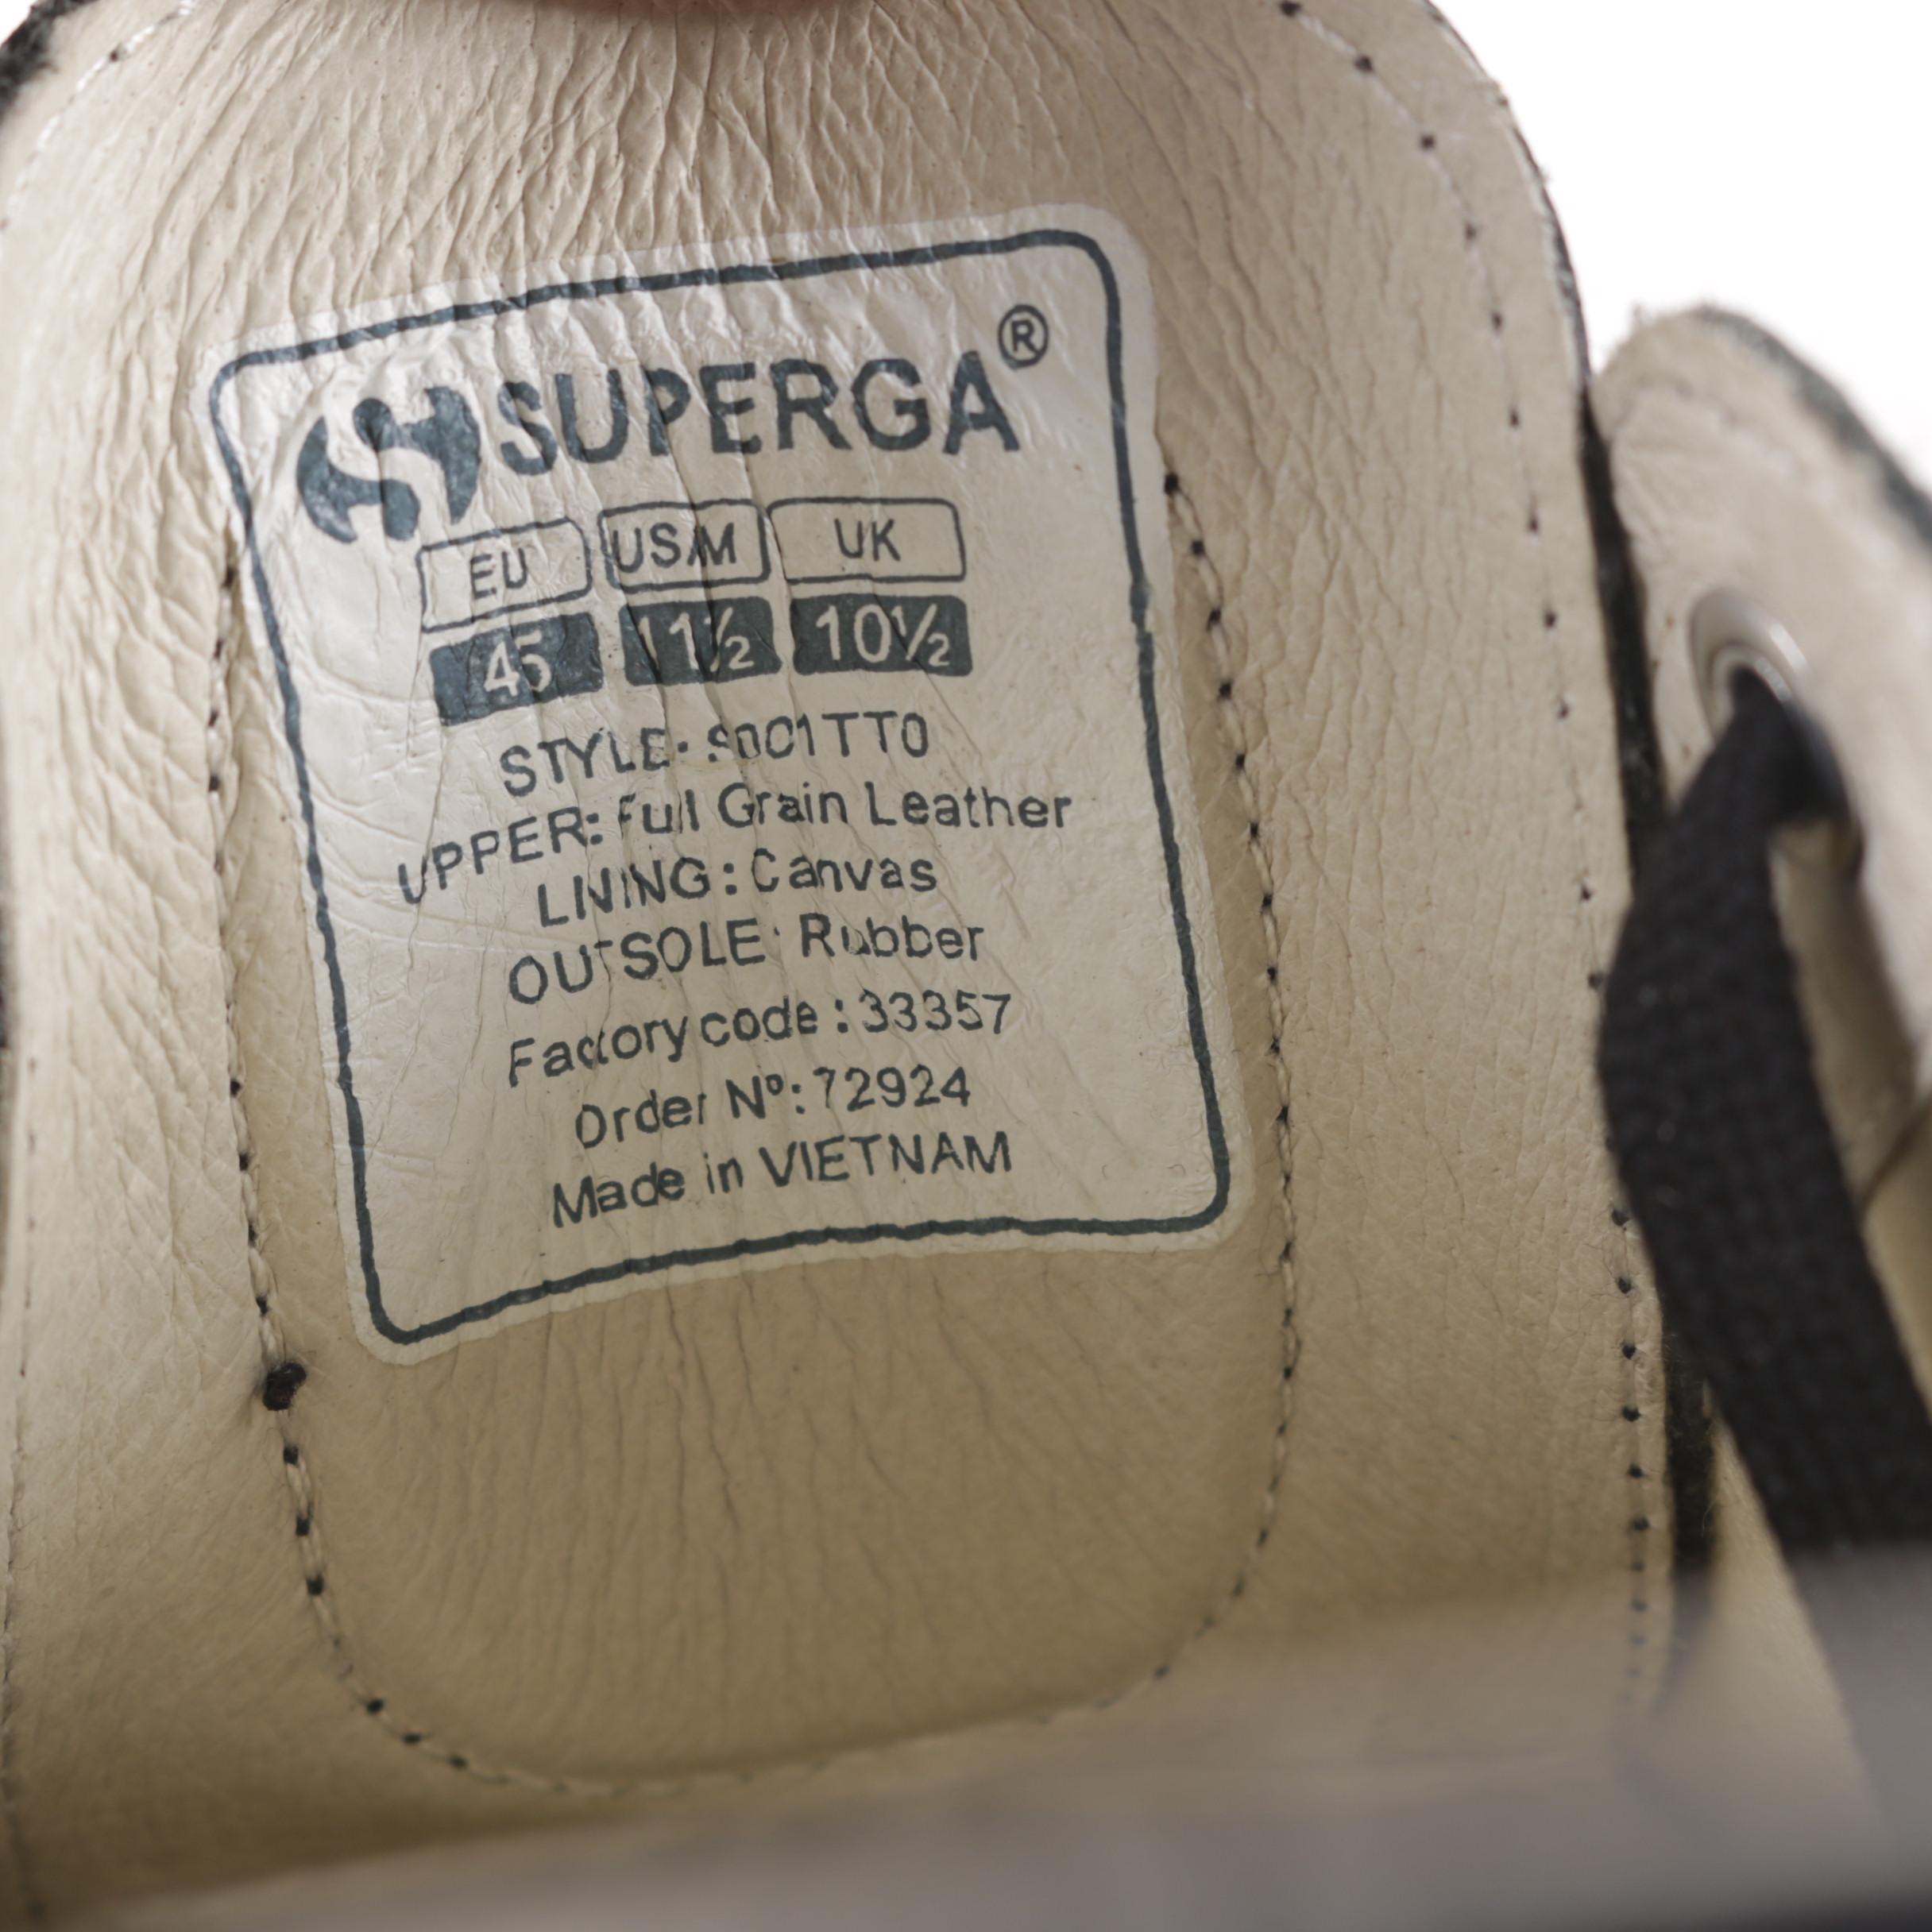 SUPERGA®
EU US/M UK
45 11½ 10½
STYLE: S001TT0
UPPER: Full Grain Leather
LINING: Canvas
OUTSOLE: Rubber
Factory code: 33357
Order Nº: 72924
Made in VIETNAM